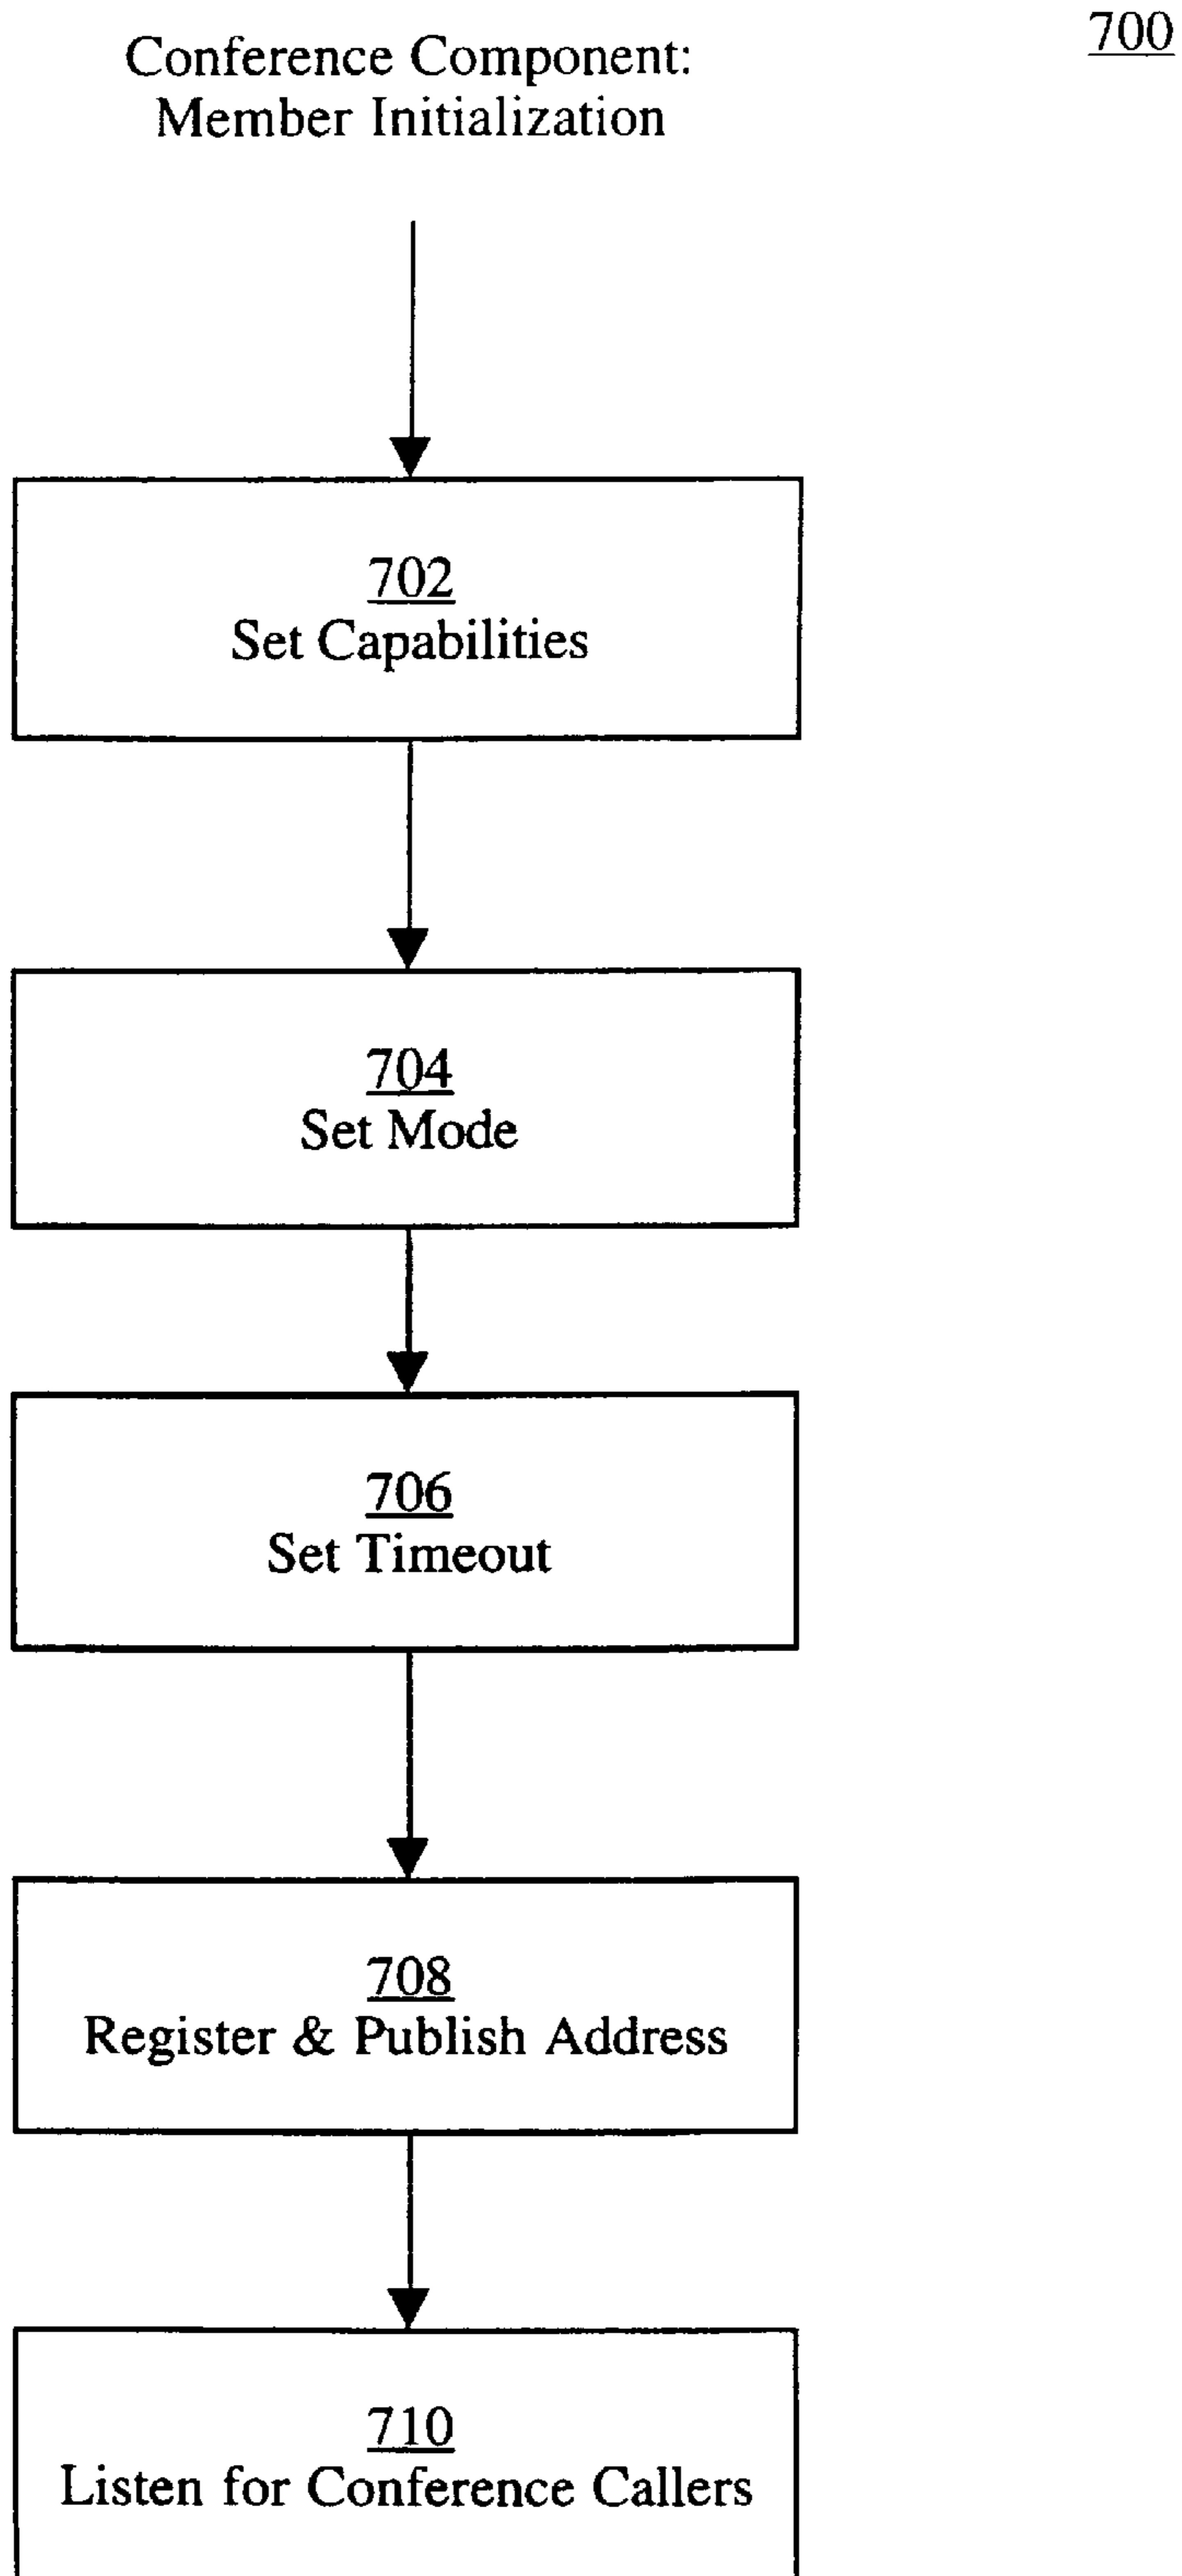 700
Conference Component:
Member Initialization
702
Set Capabilities
704
Set Mode
706
Set Timeout
708
Register & Publish Address
710
Listen for Conference Callers